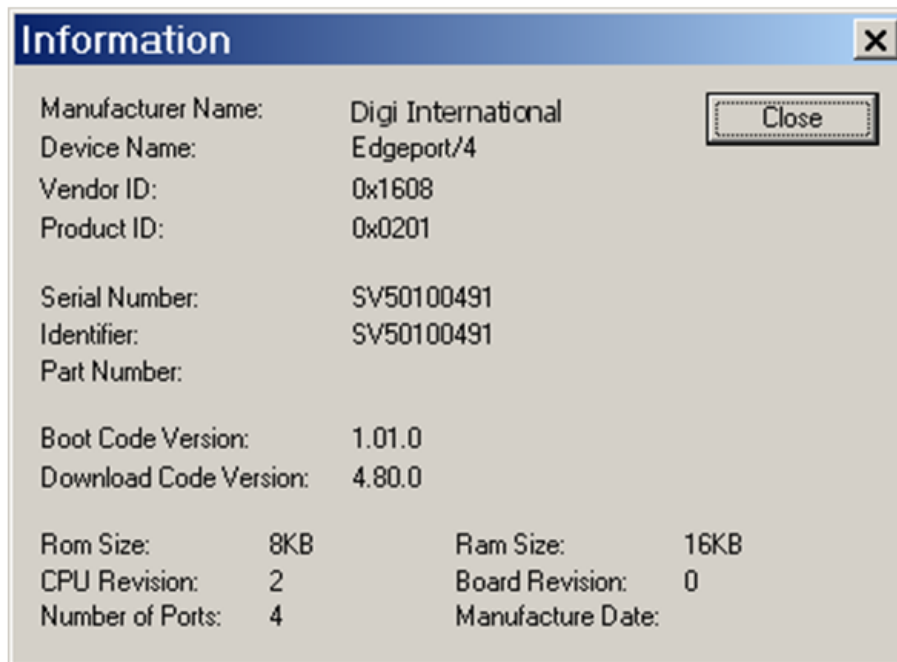 Information
Manufacturer Name: Digi International
Close
Device Name: Edgeport/4
Vendor ID: 0x1608
Product ID: 0x0201
Serial Number: SV50100491
Identifier: SV50100491
Part Number:
Boot Code Version: 1.01.0
Download Code Version: 4.80.0
Rom Size: 8KB Ram Size: 16KB
CPU Revision: 2 Board Revision: 0
Number of Ports: 4 Manufacture Date: